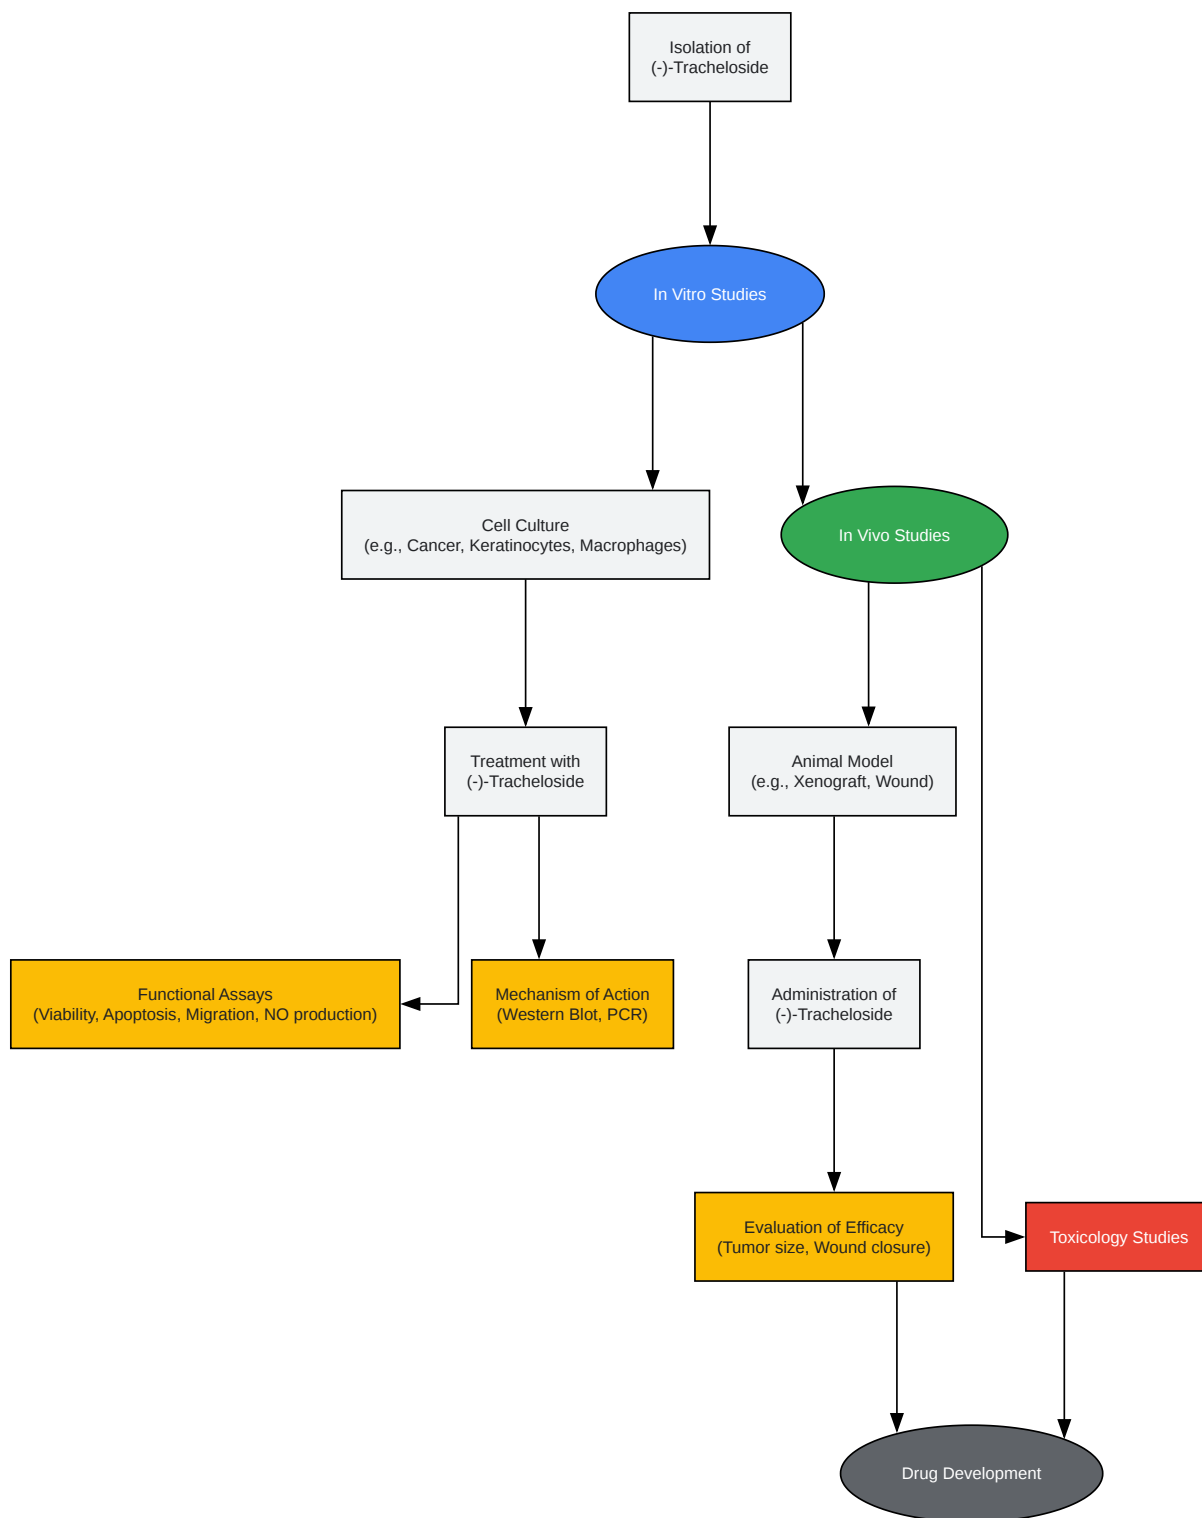 Isolation of
(-)-Tracheloside
In Vitro Studies
Cell Culture
(e.g., Cancer, Keratinocytes, Macrophages)
In Vivo Studies
Treatment with
(-)-Tracheloside
Animal Model
(e.g., Xenograft, Wound)
Functional Assays
(Viability, Apoptosis, Migration, NO production)
Mechanism of Action
(Western Blot, PCR)
Administration of
(-)-Tracheloside
Evaluation of Efficacy
(Tumor size, Wound closure)
Toxicology Studies
Drug Development